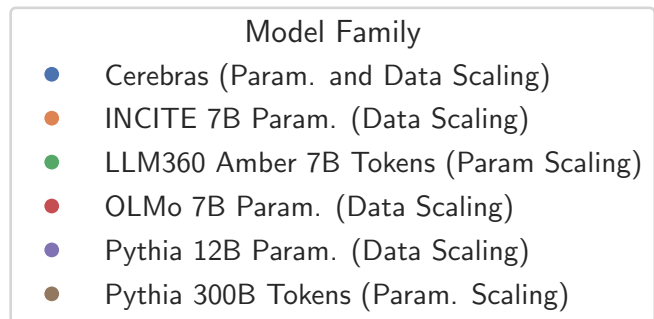 Model Family
Cerebras (Param. and Data Scaling)
INCITE 7B Param. (Data Scaling)
LLM360 Amber 7B Tokens (Param Scaling)
OLMo 7B Param. (Data Scaling)
Pythia 12B Param. (Data Scaling)
Pythia 300B Tokens (Param. Scaling)